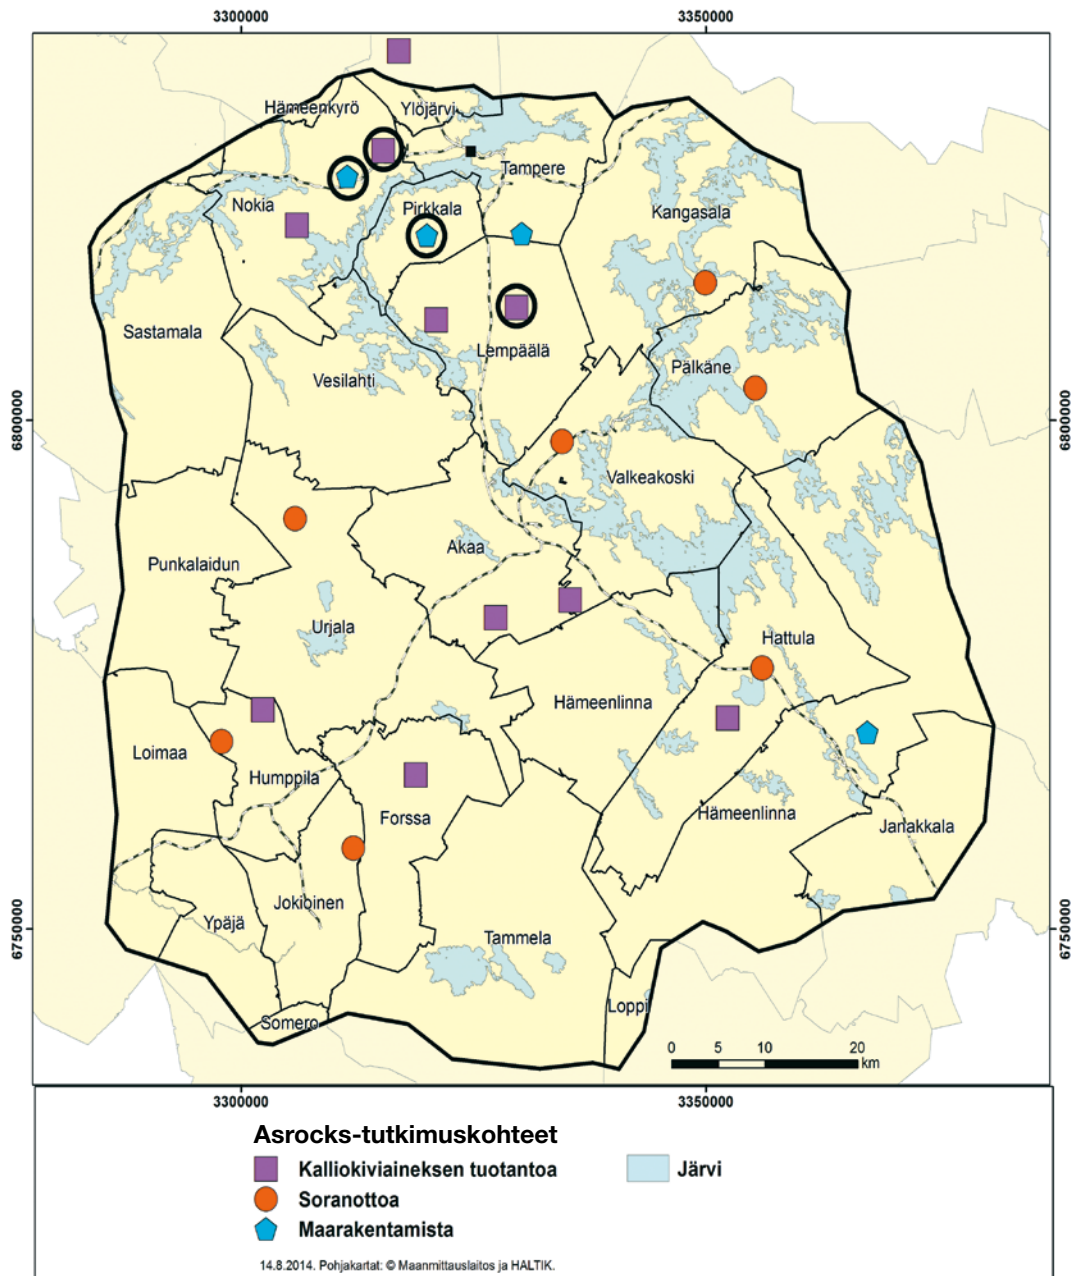 3300000 3350000
Hämeenkyrö Ylöjärvi
Tampere
Nokia Pirkkala Kangasala
Sastamala
Lempäälä
Vesilahti Pälkäne
6800000 6800000
Valkeakoski
Akaa
Punkalaidun
Urjala Hattula
Hämeenlinna
Loimaa
Humppila
Forssa Hämeenlinna Janakkala
Jokioinen
Ypäjä
Tammela
6750000 6750000
Loppi
Somero
0 5 10 20
km
3300000 3350000
Asrocks-tutkimuskohteet
Kalliokiviaineksen tuotantoa Järvi
Soranottoa
Maarakentamista
14.8.2014. Pohjakartat: © Maanmittauslaitos ja HALTIK.